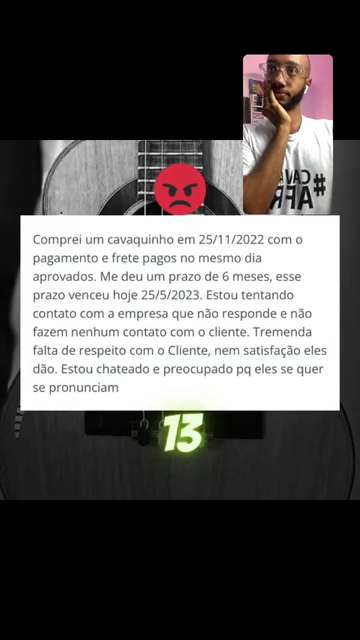 #CAVA
AFR
Comprei um cavaquinho em 25/11/2022 com o
pagamento e frete pagos no mesmo dia
aprovados. Me deu um prazo de 6 meses, esse
prazo venceu hoje 25/5/2023. Estou tentando
contato com a empresa que não responde e não
fazem nenhum contato com o cliente. Tremenda
falta de respeito com o Cliente, nem satisfação eles
dão. Estou chateado e preocupado pq eles se quer
se pronunciam
13